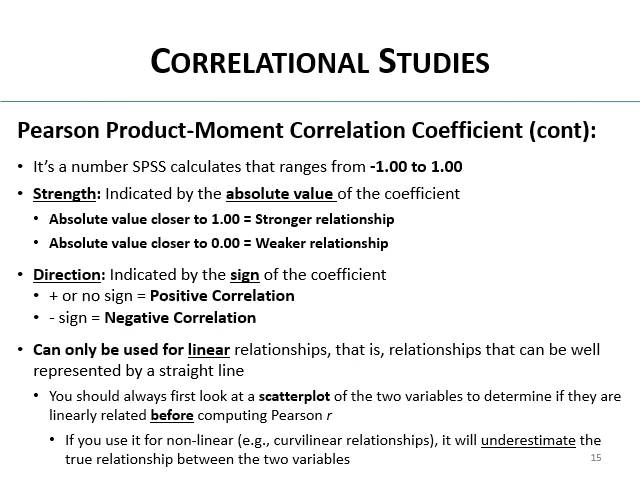 CORRELATIONAL STUDIES
Pearson Product-Moment Correlation Coefficient (cont):
• It’s a number SPSS calculates that ranges from -1.00 to 1.00
• Strength: Indicated by the absolute value of the coefficient
• Absolute value closer to 1.00 = Stronger relationship
• Absolute value closer to 0.00 = Weaker relationship
• Direction: Indicated by the sign of the coefficient
• + or no sign = Positive Correlation
• - sign = Negative Correlation
• Can only be used for linear relationships, that is, relationships that can be well
represented by a straight line
• You should always first look at a scatterplot of the two variables to determine if they are
linearly related before computing Pearson r
• If you use it for non-linear (e.g., curvilinear relationships), it will underestimate the
true relationship between the two variables
15